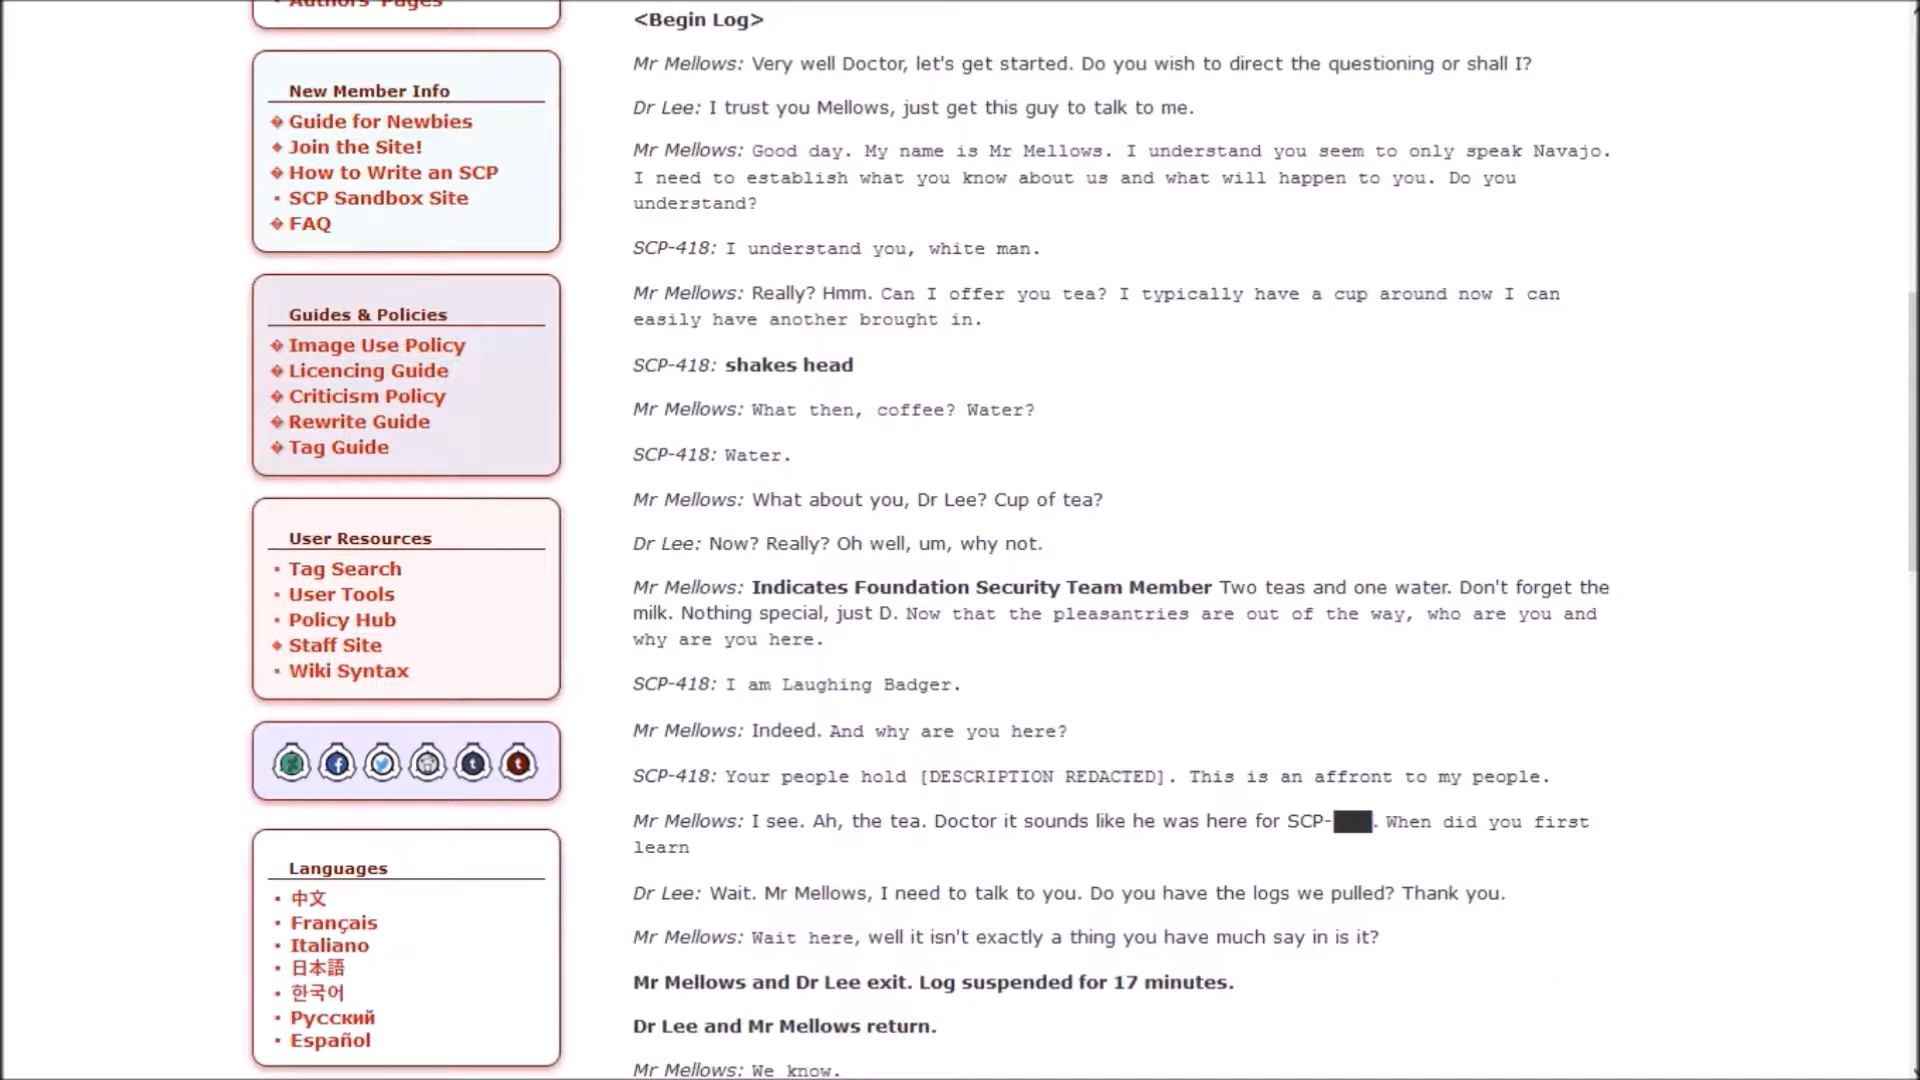 Authors' Pages
New Member Info
Guide for Newbies
Join the Site!
How to Write an SCP
SCP Sandbox Site
FAQ
Guides & Policies
Image Use Policy
Licencing Guide
Criticism Policy
Rewrite Guide
Tag Guide
User Resources
Tag Search
User Tools
Policy Hub
Staff Site
Wiki Syntax
Languages
中文
Français
Italiano
日本語
한국어
Русский
Español
<Begin Log>
Mr Mellows: Very well Doctor, let's get started. Do you wish to direct the questioning or shall I?
Dr Lee: I trust you Mellows, just get this guy to talk to me.
Mr Mellows: Good day. My name is Mr Mellows. I understand you seem to only speak Navajo.
I need to establish what you know about us and what will happen to you. Do you
understand?
SCP-418: I understand you, white man.
Mr Mellows: Really? Hmm. Can I offer you tea? I typically have a cup around now I can
easily have another brought in.
SCP-418: shakes head
Mr Mellows: What then, coffee? Water?
SCP-418: Water.
Mr Mellows: What about you, Dr Lee? Cup of tea?
Dr Lee: Now? Really? Oh well, um, why not.
Mr Mellows: Indicates Foundation Security Team Member Two teas and one water. Don't forget the
milk. Nothing special, just D. Now that the pleasantries are out of the way, who are you and
why are you here.
SCP-418: I am Laughing Badger.
Mr Mellows: Indeed. And why are you here?
SCP-418: Your people hold [DESCRIPTION REDACTED]. This is an affront to my people.
Mr Mellows: I see. Ah, the tea. Doctor it sounds like he was here for SCP-███. When did you first
learn
Dr Lee: Wait. Mr Mellows, I need to talk to you. Do you have the logs we pulled? Thank you.
Mr Mellows: Wait here, well it isn't exactly a thing you have much say in is it?
Mr Mellows and Dr Lee exit. Log suspended for 17 minutes.
Dr Lee and Mr Mellows return.
Mr Mellows: We know.